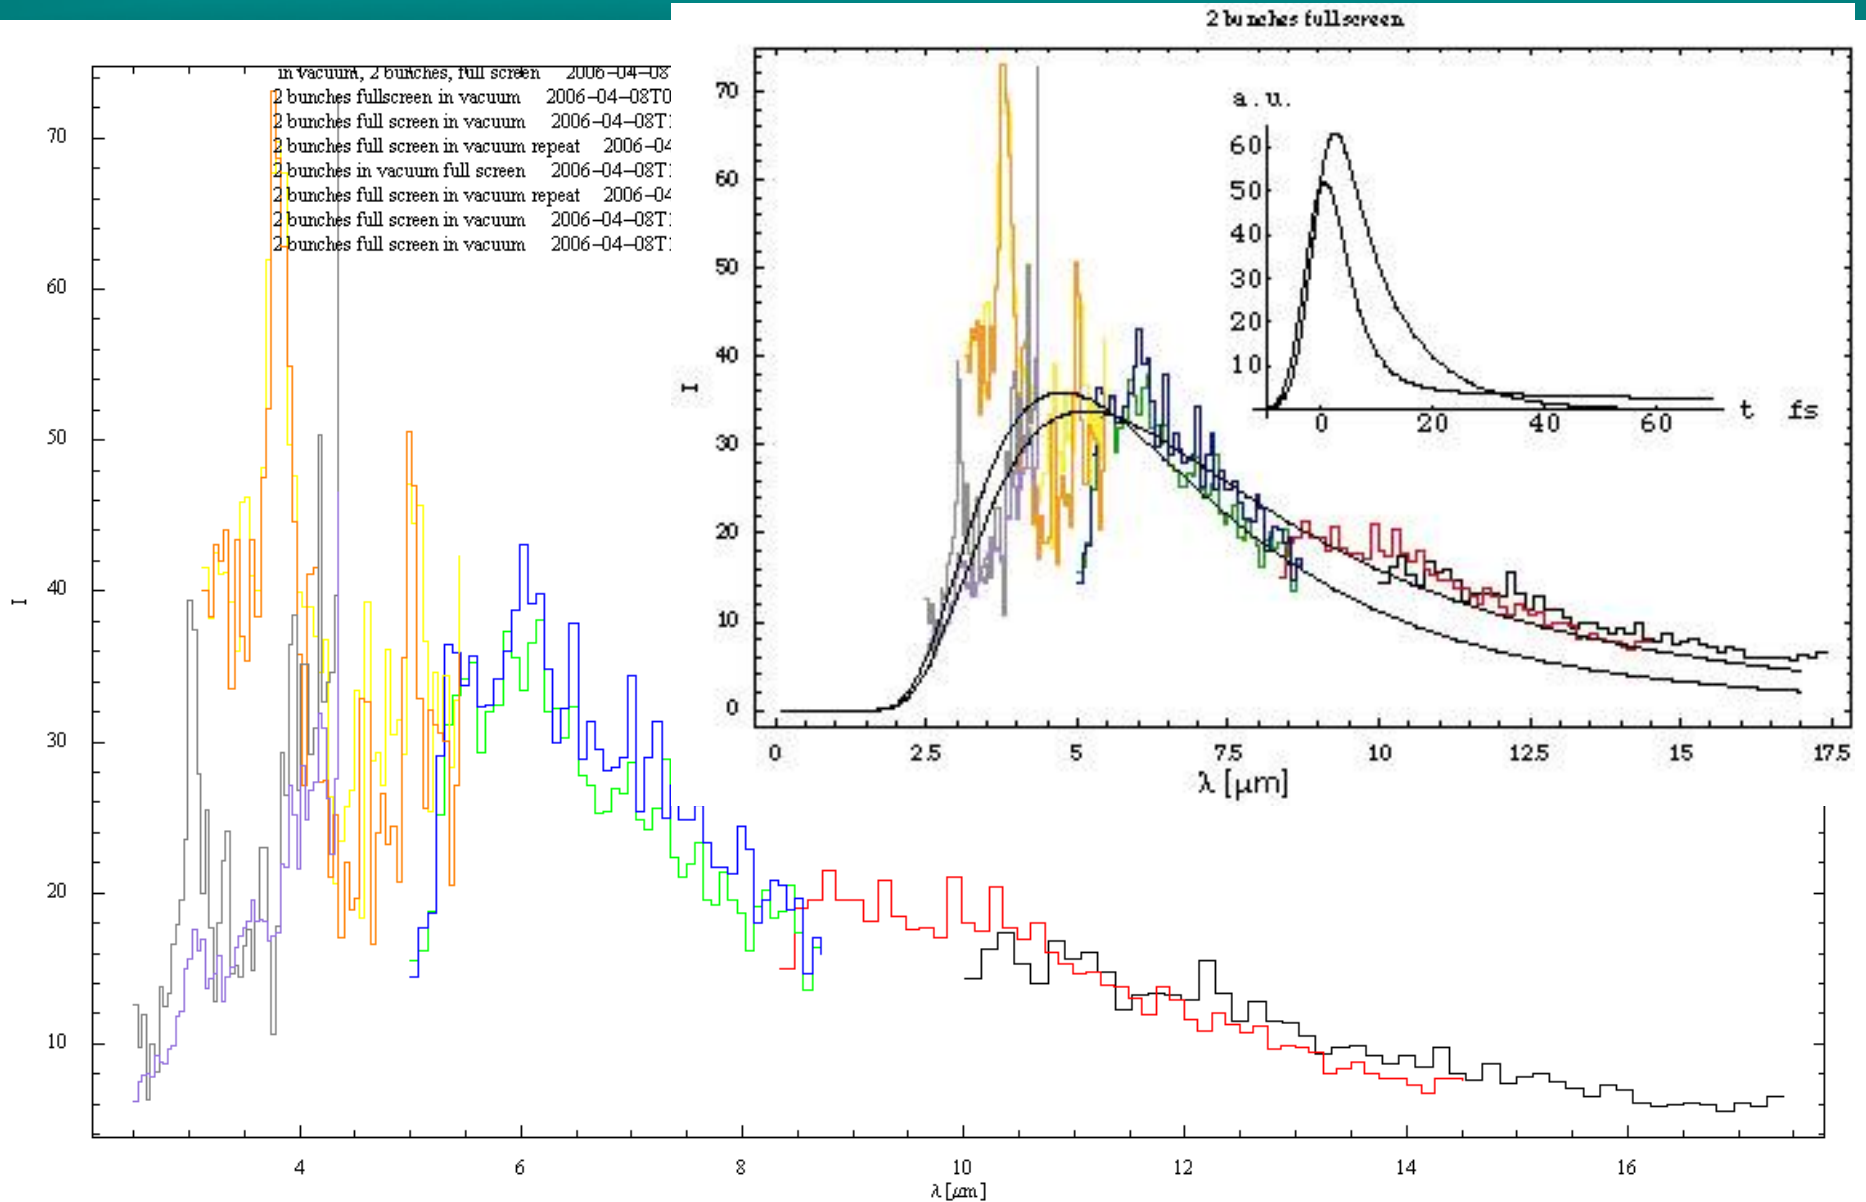 2 bunches fullscreen
in vacuum, 2 bunches, full screen 2006-04-08
2 bunches fullscreen in vacuum 2006-04-08T0
2 bunches full screen in vacuum 2006-04-08T1
2 bunches full screen in vacuum repeat 2006-04
2 bunches in vacuum full screen 2006-04-08T1
2 bunches full screen in vacuum repeat 2006-04
2 bunches full screen in vacuum 2006-04-08T1
2 bunches full screen in vacuum 2006-04-08T1
70
60
50
40
30
20
10
I
4
6
8
10
12
14
16
λ [μm]
70
60
50
40
30
20
10
0
I
0
2.5
5
7.5
10
12.5
15
17.5
λ [μm]
a.u.
60
50
40
30
20
10
0
20
40
60
t fs